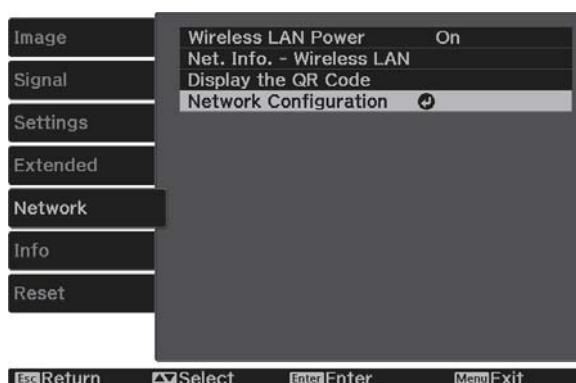 Image
Signal
Settings
Extended
Network
Info
Reset
Wireless LAN Power On
Net. Info. - Wireless LAN
Display the QR Code
Network Configuration
Esc Return Select Enter Enter Menu Exit